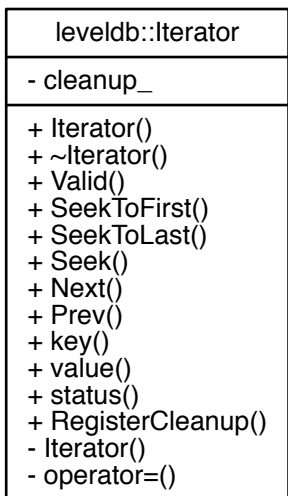 leveldb::Iterator
- cleanup_
+ Iterator()
+ ~Iterator()
+ Valid()
+ SeekToFirst()
+ SeekToLast()
+ Seek()
+ Next()
+ Prev()
+ key()
+ value()
+ status()
+ RegisterCleanup()
- Iterator()
- operator=()